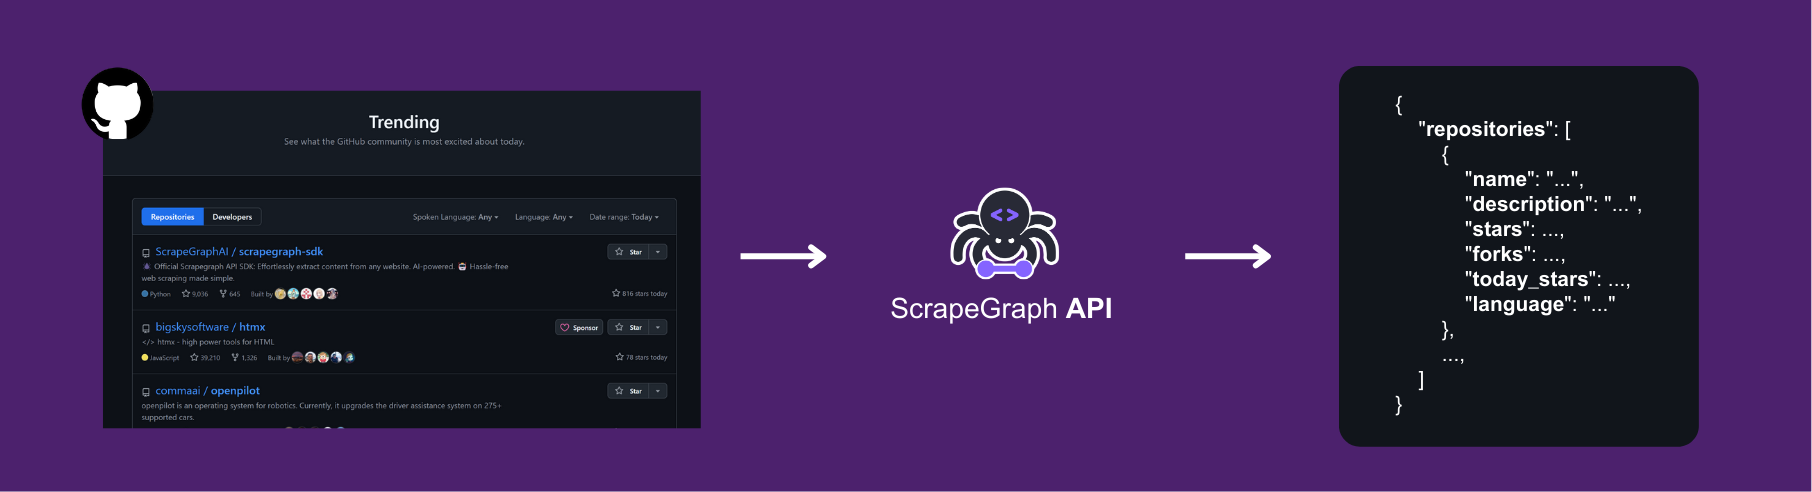 Trending
See what the GitHub community is most excited about today.
Repositories Developers Spoken Language: Any Language: Any Date range: Today
ScrapeGraphAI / scrapegraph-sdk Star
Official Scrapegraph API SDK: Effortlessly extract content from any website. AI-powered. Hassle-free
web scraping made simple.
Python 9,036 645 Built by 816 stars today
bigskysoftware / htmx Sponsor Star
</> htmx - high power tools for HTML
JavaScript 39,210 1,326 Built by 78 stars today
commaai / openpilot Star
openpilot is an operating system for robotics. Currently, it upgrades the driver assistance system on 275+
supported cars.
<>
ScrapeGraph API
{
"repositories": [
{
"name": "...",
"description": "...",
"stars": ...,
"forks": ...,
"today_stars": ...,
"language": "..."
},
...,
]
}